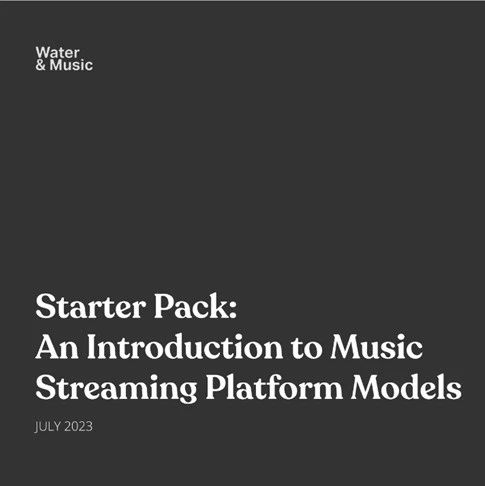 Water
& Music
Starter Pack:
An Introduction to Music
Streaming Platform Models
JULY 2023